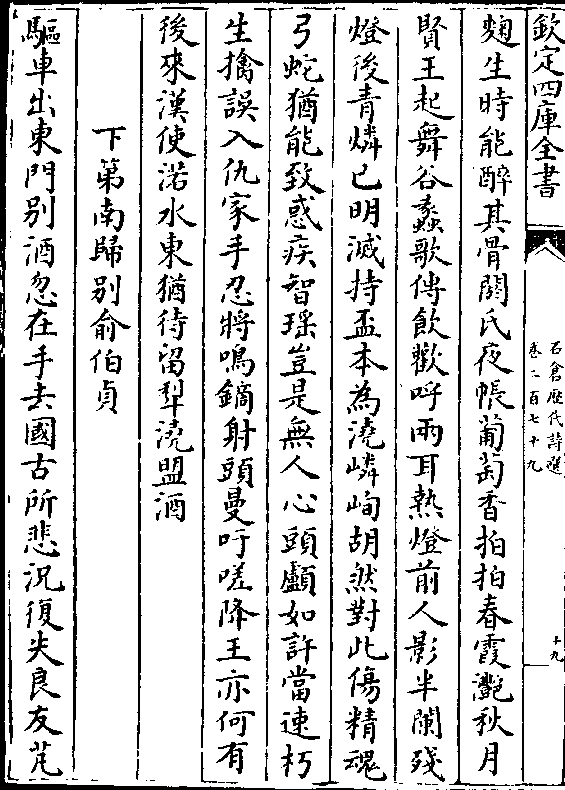 欽定四庫全書
石倉歷代詩選
卷二百七十九
十九
麴生時能醉其骨閼氏夜帳葡萄香拍拍春霞灔秋月
賢王起舞谷蠡歌傳飲歡呼兩耳熱燈前人影半闌殘
燈後青燐已明滅持盃本為澆嶙峋胡然對此傷精魂
弓蛇猶能致惑疾智瑶豈是無人心頭顱如許當速朽
生擒誤入仇家手忍將鳴鏑射頭曼吁嗟降王亦何有
後來漢使渃水東猶待留犁澆盟酒
下第南歸别俞伯貞
驅車出東門别酒忽在手去國古所悲况復失良友茫